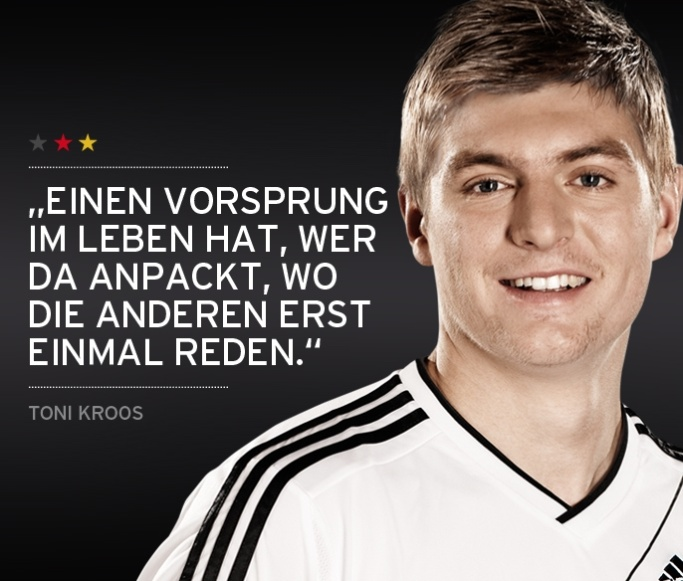 „EINEN VORSPRUNG
IM LEBEN HAT, WER
DA ANPACKT, WO
DIE ANDEREN ERST
EINMAL REDEN.“
TONI KROOS